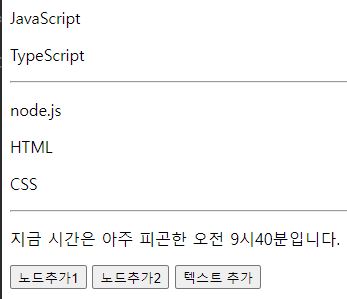 JavaScript
TypeScript
node.js
HTML
CSS
지금 시간은 아주 피곤한 오전 9시40분입니다.
노드추가1 노드추가2 텍스트 추가